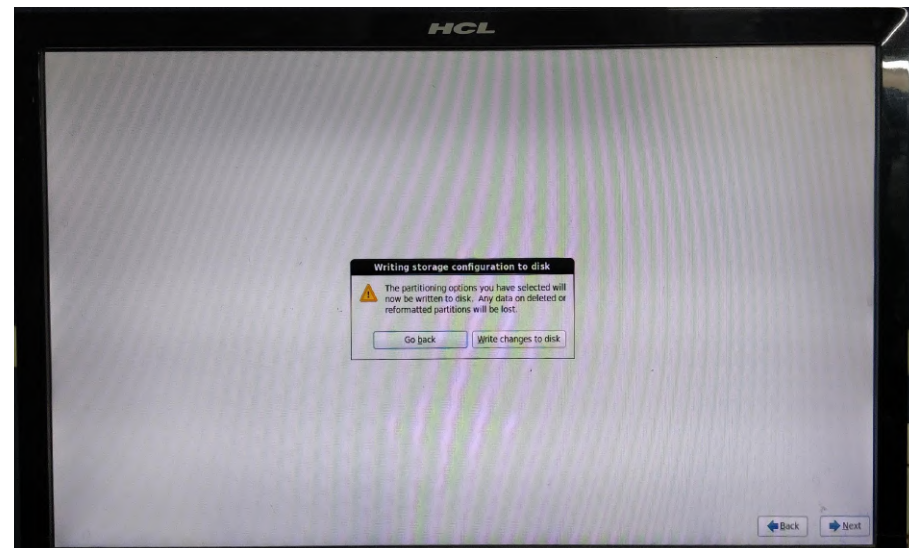 HCL
Writing storage configuration to disk
The partitioning options you have selected will
now be written to disk. Any data on deleted or
reformatted partitions will be lost.
Go back
Write changes to disk
Back
Next